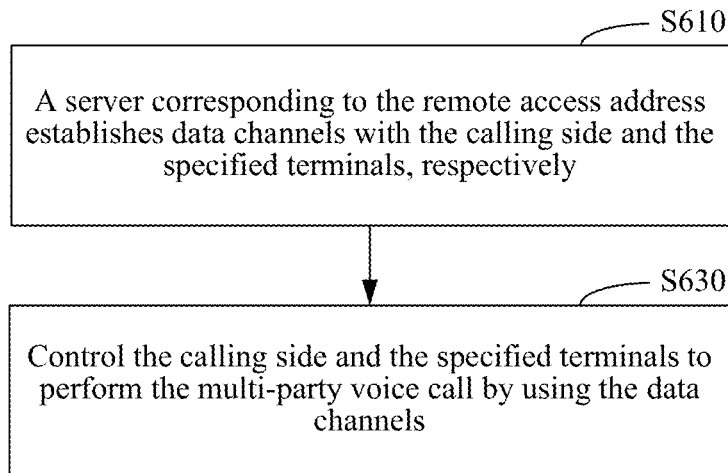 S610
A server corresponding to the remote access address
establishes data channels with the calling side and the
specified terminals, respectively
S630
Control the calling side and the specified terminals to
perform the multi-party voice call by using the data
channels